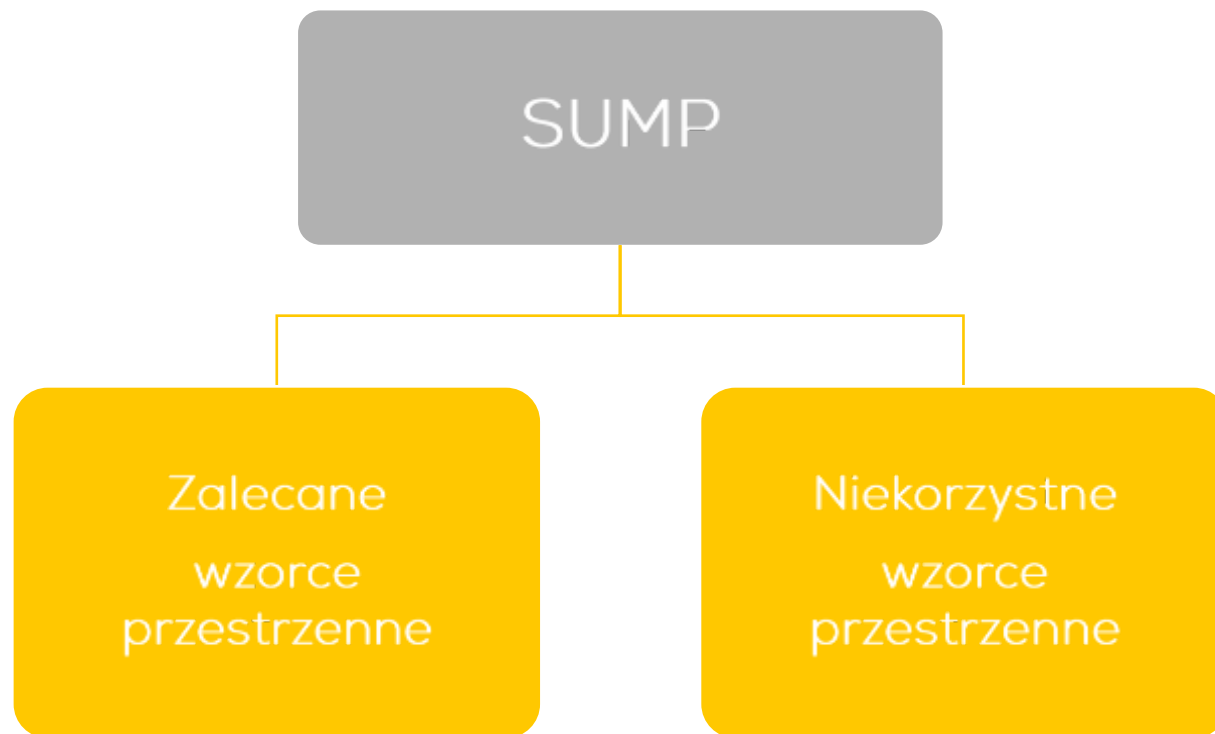 SUMP
Zalecane
wzorce
przestrzenne
Niekorzystne
wzorce
przestrzenne